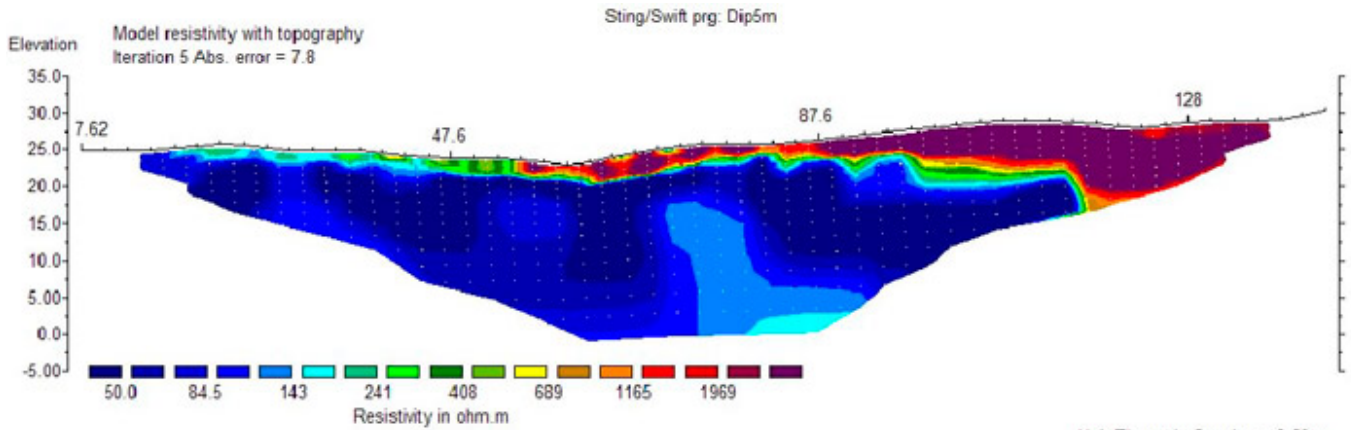 Sting/Swift prg: Dip5m
Model resistivity with topography
Elevation
Iteration 5 Abs. error = 7.8
35.0
30.0
25.0
20.0
15.0
10.0
5.00
0.0
-5.00
7.62
47.6
87.6
128
50.0 84.5 143 241 408 689 1165 1969
Resistivity in ohm.m